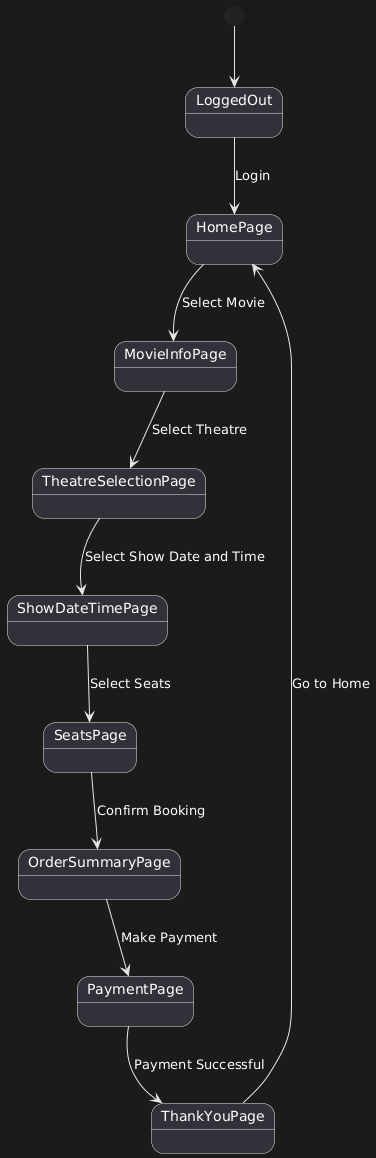 LoggedOut
Login
HomePage
Select Movie
MovieInfoPage
Select Theatre
TheatreSelectionPage
Select Show Date and Time
ShowDateTimePage
Select Seats
Go to Home
SeatsPage
Confirm Booking
OrderSummaryPage
Make Payment
PaymentPage
Payment Successful
ThankYouPage